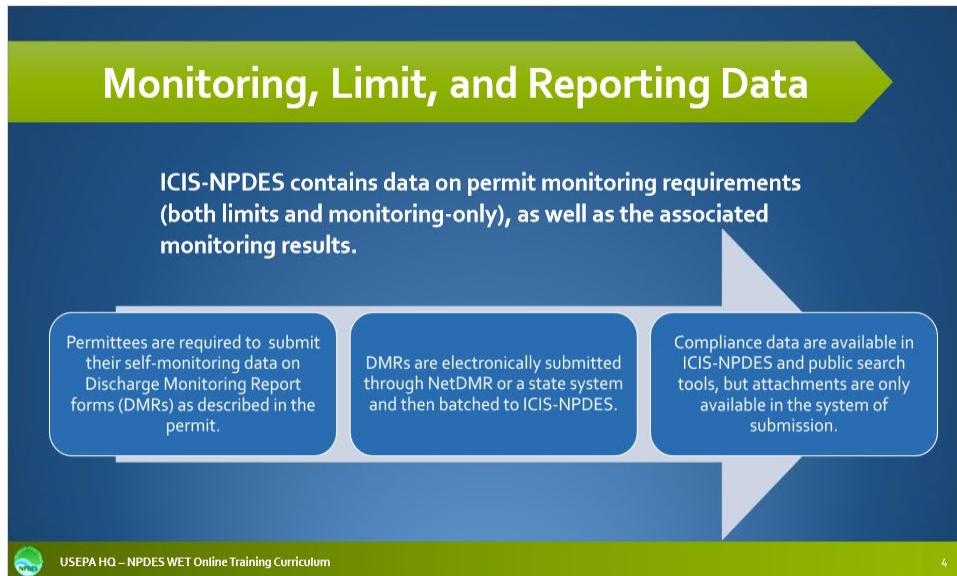 Monitoring, Limit, and Reporting Data
ICIS-NPDES contains data on permit monitoring requirements
(both limits and monitoring-only), as well as the associated
monitoring results.
Permittees are required to submit
their self-monitoring data on
Discharge Monitoring Report
forms (DMRs) as described in the
permit.
DMRs are electronically submitted
through NetDMR or a state system
and then batched to ICIS-NPDES.
Compliance data are available in
ICIS-NPDES and public search
tools, but attachments are only
available in the system of
submission.
NPDES
USEPA HQ – NPDES WET Online Training Curriculum
4